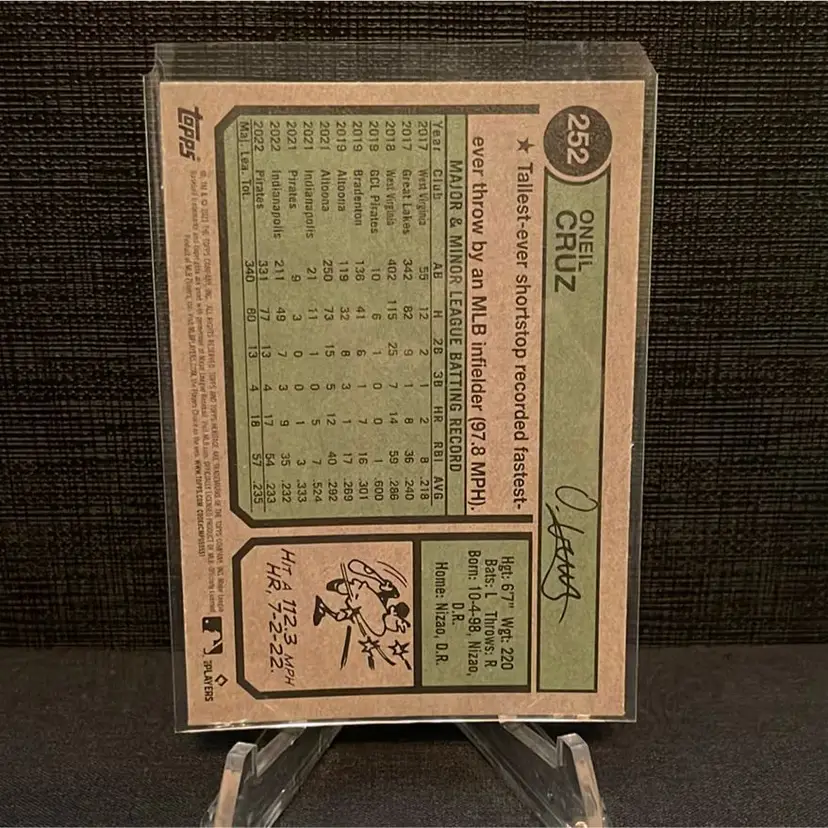 252
ONEIL
CRUZ
★ Tallest-ever shortstop recorded fastest-
ever throw by an MLB infielder (97.8 MPH).
MAJOR & MINOR LEAGUE BATTING RECORD
Year Club AB H 2B 3B HR RBI AVG
2017 West Virginia 55 12 2 1 2 8 .218
2017 Great Lakes 342 82 9 1 8 36 .240
2018 West Virginia 402 115 25 7 14 59 .286
2019 GCL Pirates 10 6 1 0 0 1 .600
2019 Bradenton 136 41 6 1 7 16 .301
2019 Altoona 119 32 8 3 1 17 .269
2021 Altoona 250 73 15 5 12 40 .292
2021 Indianapolis 21 11 1 0 5 7 .524
2021 Pirates 9 3 0 0 1 3 .333
2022 Indianapolis 211 49 7 3 9 35 .232
2022 Pirates 331 77 13 4 17 54 .233
Maj. Lea. Tot. 340 80 13 4 18 57 .235
Hgt: 6'7" Wgt: 220
Bats: L Throws: R
Born: 10-4-98, Nizao,
D.R.
Home: Nizao, D.R.
HIT A 112.3 MPH
HR, 7-2-22.
TOPPS
PLAYERS